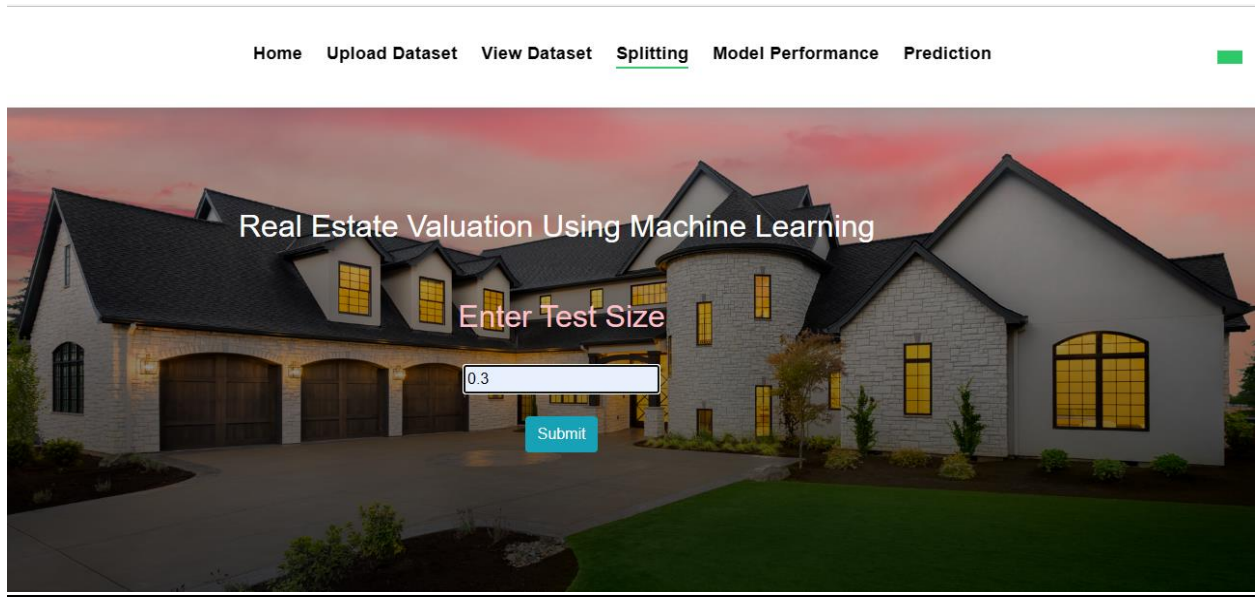 Home Upload Dataset View Dataset Splitting Model Performance Prediction
Real Estate Valuation Using Machine Learning
Enter Test Size
0.3
Submit